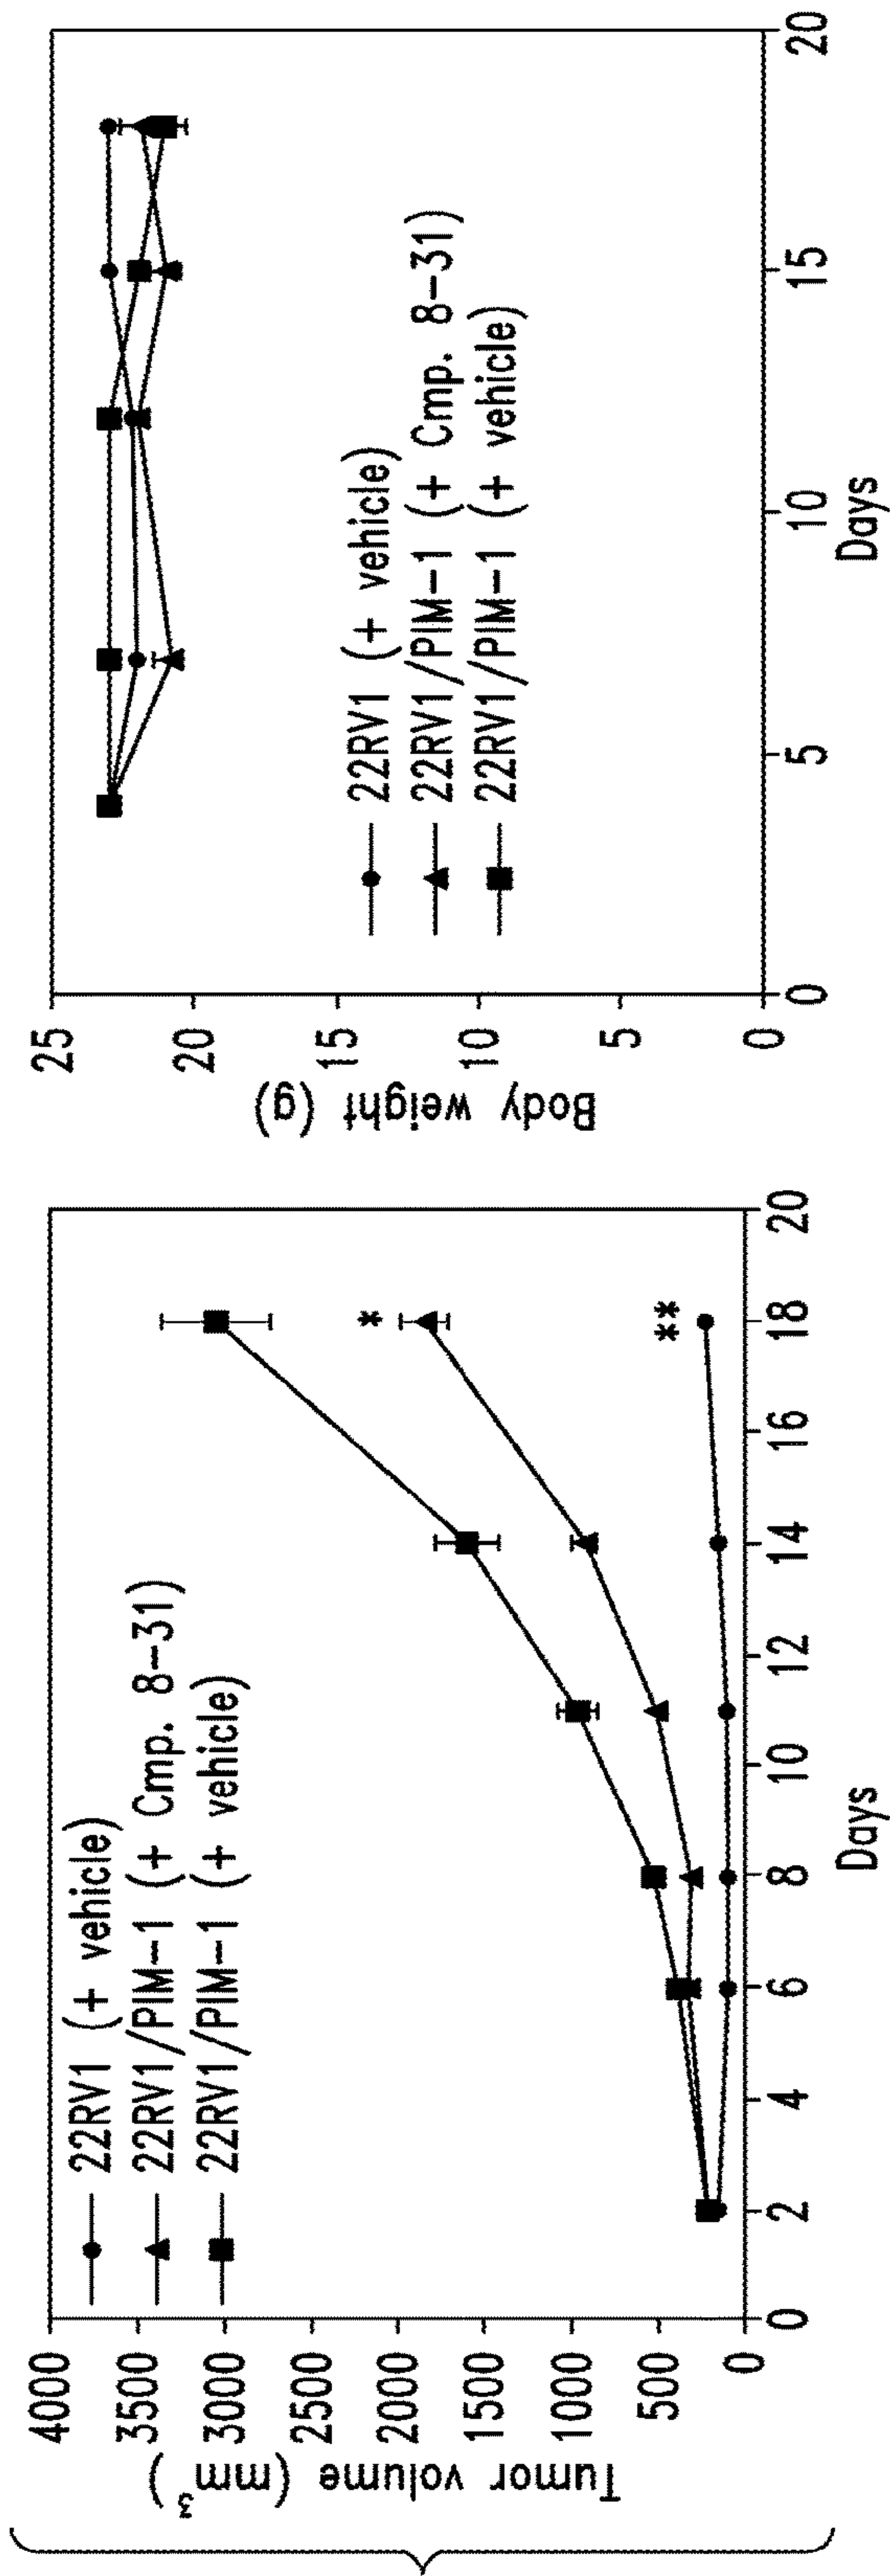 Tumor volume (mm³)
4000
3500
3000
2500
2000
1500
1000
500
0
22RV1 (+ vehicle)
22RV1/PIM-1 (+ Cmp. 8-31)
22RV1/PIM-1 (+ vehicle)
*
**
0 2 4 6 8 10 12 14 16 18 20
Days
Body weight (g)
25
20
15
10
5
0
22RV1 (+ vehicle)
22RV1/PIM-1 (+ Cmp. 8-31)
22RV1/PIM-1 (+ vehicle)
0 5 10 15 20
Days